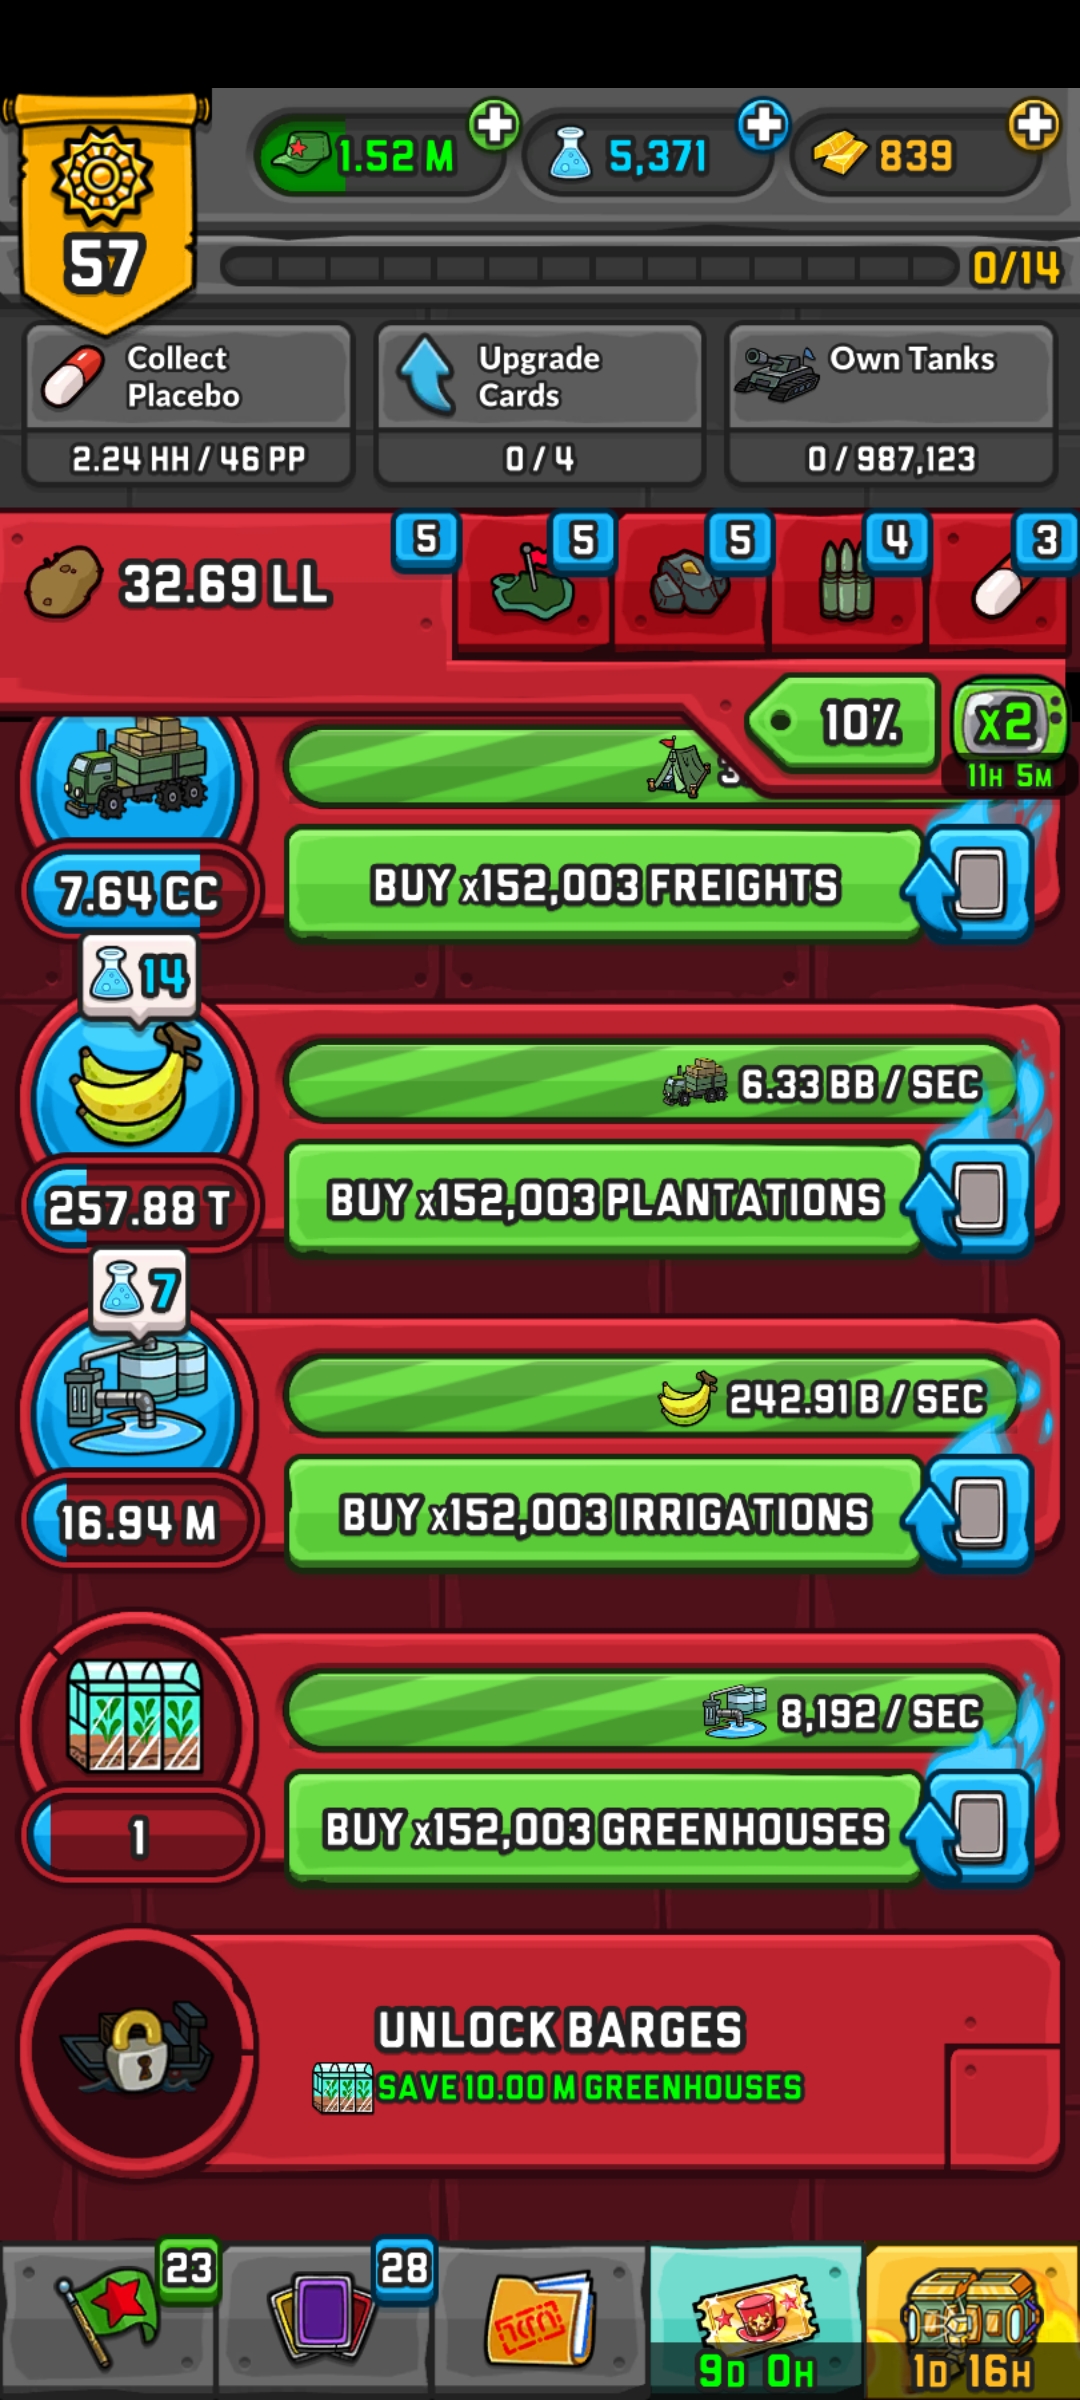 1.52 M
5,371
839
57
0/14
Collect
Placebo
2.24 HH / 46 PP
Upgrade
Cards
0 / 4
Own Tanks
0 / 987,123
32.69 LL
5
5
5
4
3
10%
x2
11H 5M
7.64 CC
BUY x152,003 FREIGHTS
14
6.33 BB / SEC
257.88 T
BUY x152,003 PLANTATIONS
7
242.91 B / SEC
16.94 M
BUY x152,003 IRRIGATIONS
8,192 / SEC
1
BUY x152,003 GREENHOUSES
UNLOCK BARGES
SAVE 10.00 M GREENHOUSES
23
28
9D 0H
1D 16H